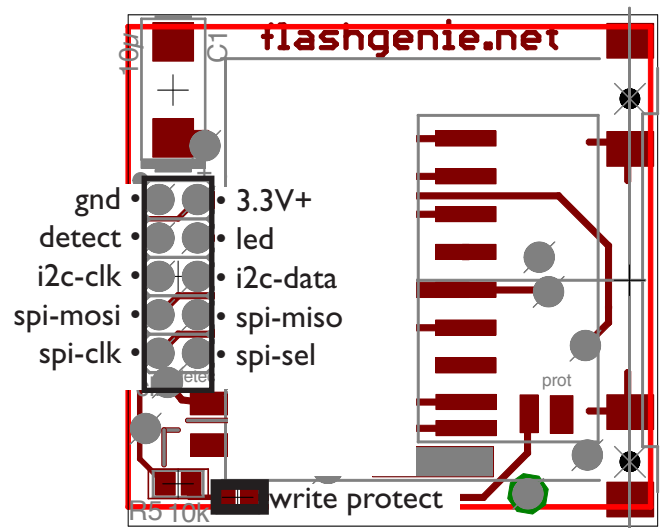 flashgenie.net
10µ
C1
+
gnd • • 3.3V+
detect • • led
i2c-clk • • i2c-data
spi-mosi • • spi-miso
spi-clk • • spi-sel
prot
write protect
R5 10k